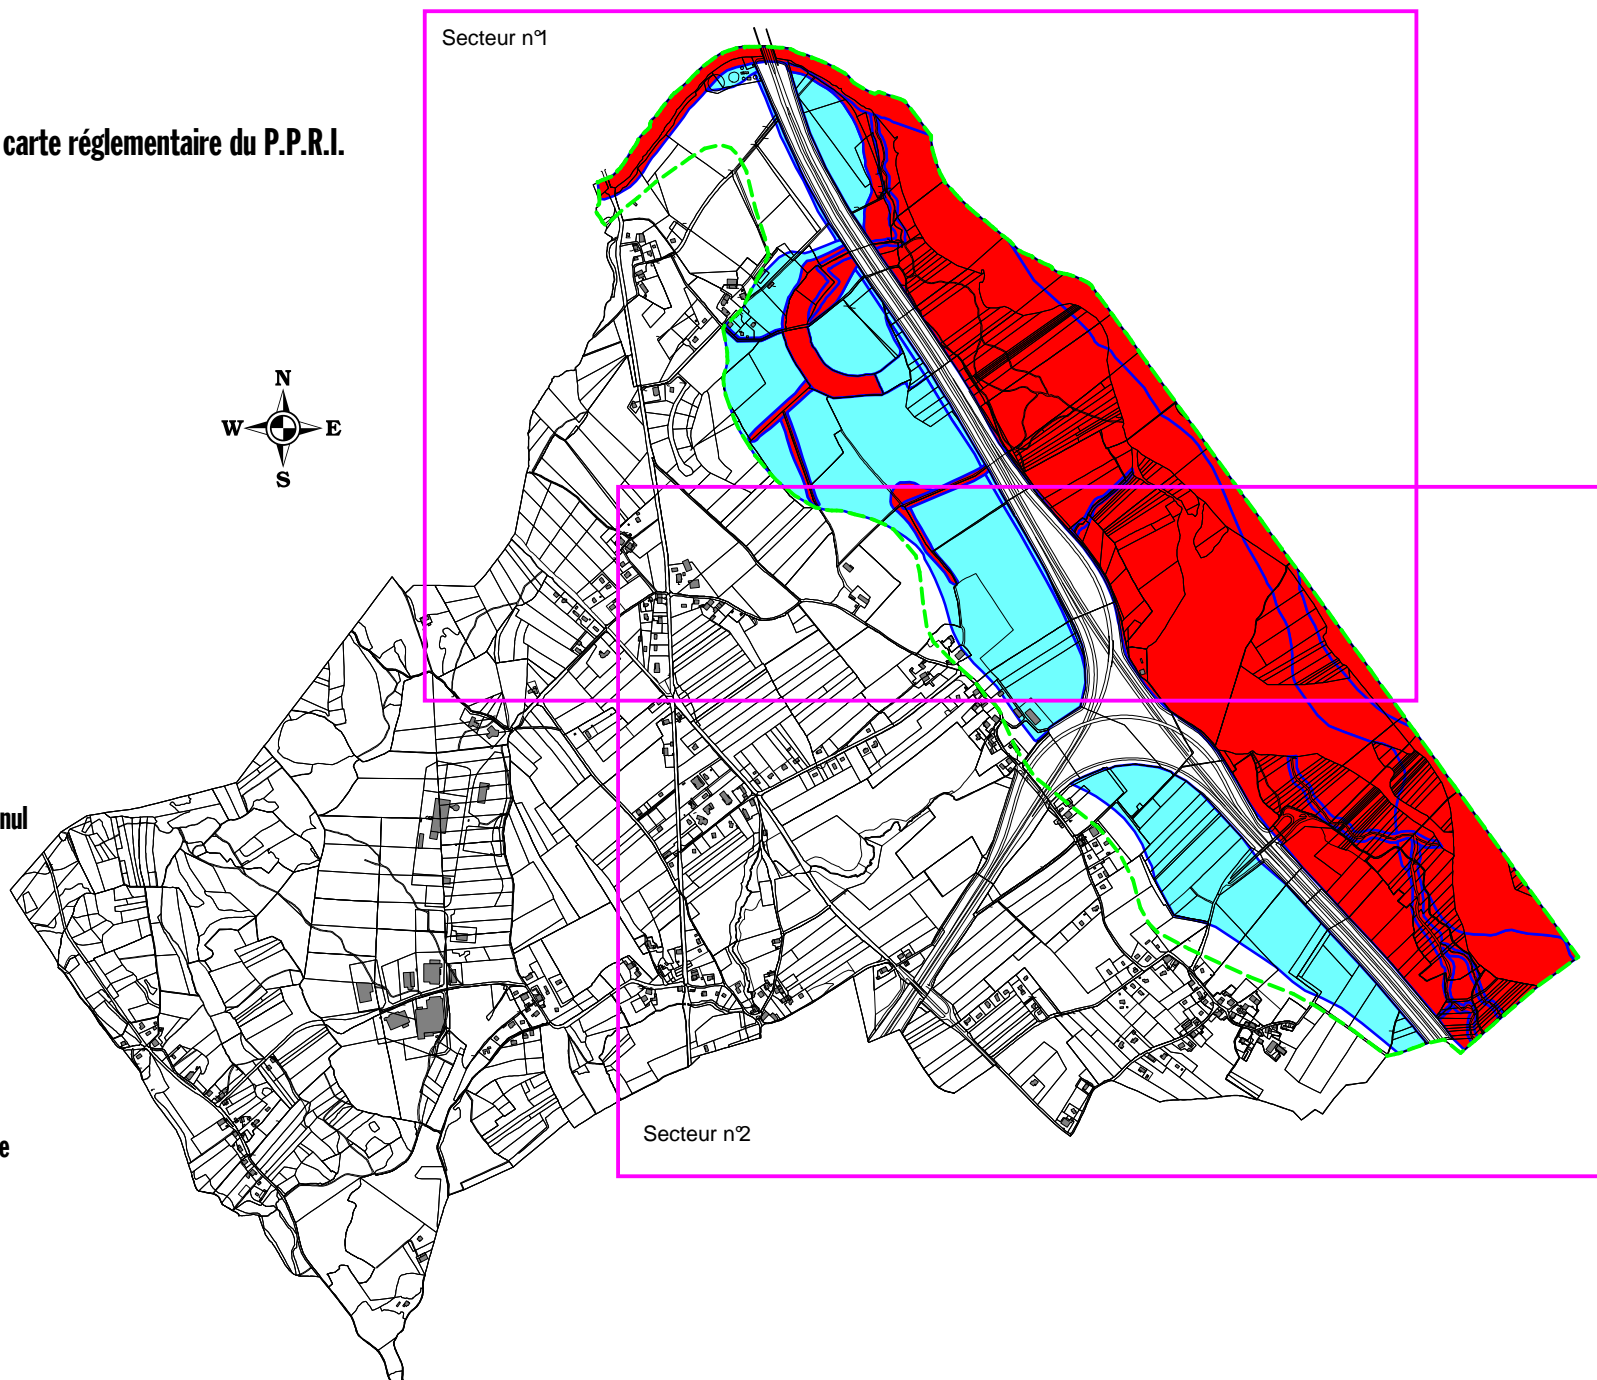 Secteur n°1
carte réglementaire du P.P.R.I.
N
W E
S
nul
Secteur n°2
e